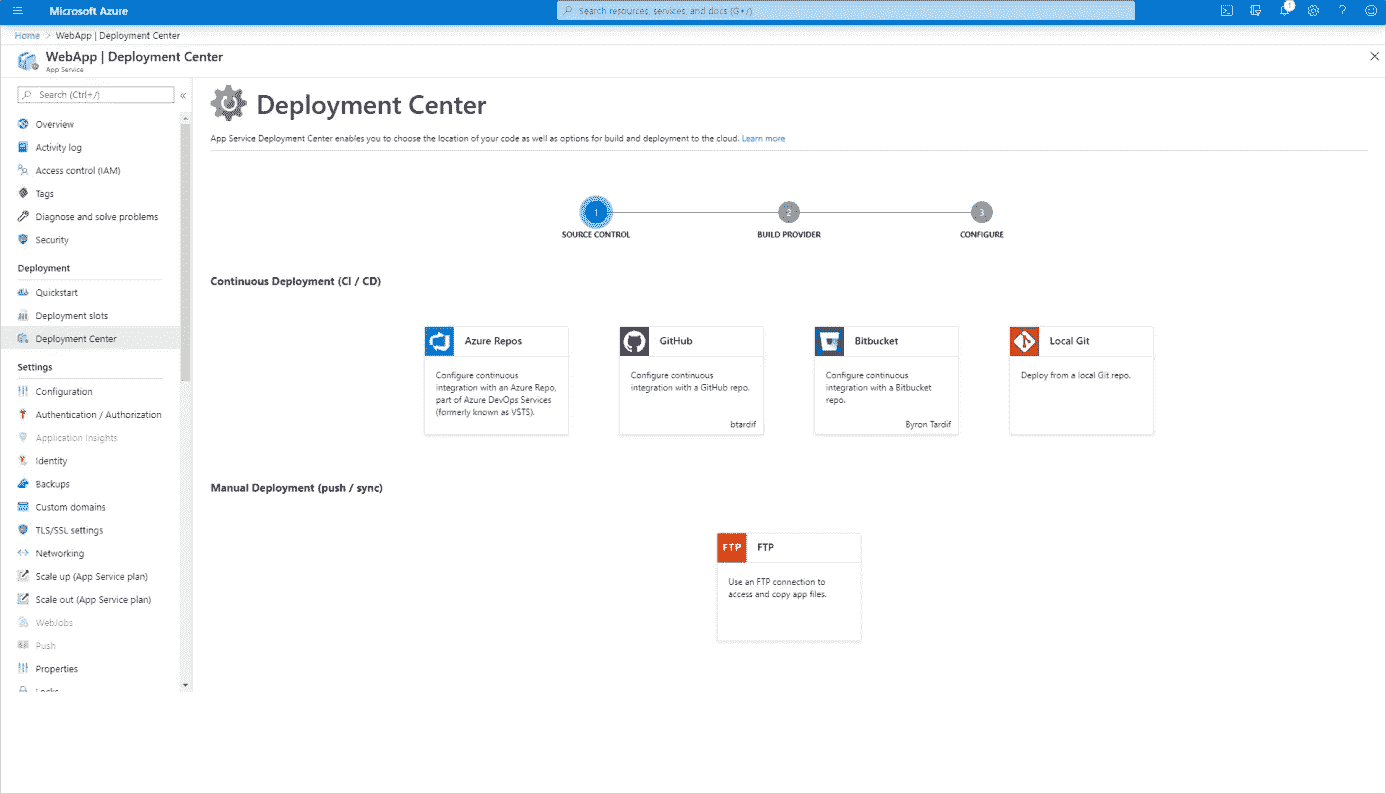 Microsoft Azure
Search resources, services, and docs (G+/)
1
Home > WebApp | Deployment Center
WebApp | Deployment Center
App Service
Search (Ctrl+/)
Overview
Activity log
Access control (IAM)
Tags
Diagnose and solve problems
Security
Deployment
Quickstart
Deployment slots
Deployment Center
Settings
Configuration
Authentication / Authorization
Application Insights
Identity
Backups
Custom domains
TLS/SSL settings
Networking
Scale up (App Service plan)
Scale out (App Service plan)
WebJobs
Push
Properties
Locks
Deployment Center
App Service Deployment Center enables you to choose the location of your code as well as options for build and deployment to the cloud. Learn more
1
SOURCE CONTROL
2
BUILD PROVIDER
3
CONFIGURE
Continuous Deployment (CI / CD)
Azure Repos
Configure continuous
integration with an Azure Repo,
part of Azure DevOps Services
(formerly known as VSTS).
GitHub
Configure continuous
integration with a GitHub repo.
btardif
Bitbucket
Configure continuous
integration with a Bitbucket
repo.
Byron Tardif
Local Git
Deploy from a local Git repo.
Manual Deployment (push / sync)
FTP
FTP
Use an FTP connection to
access and copy app files.